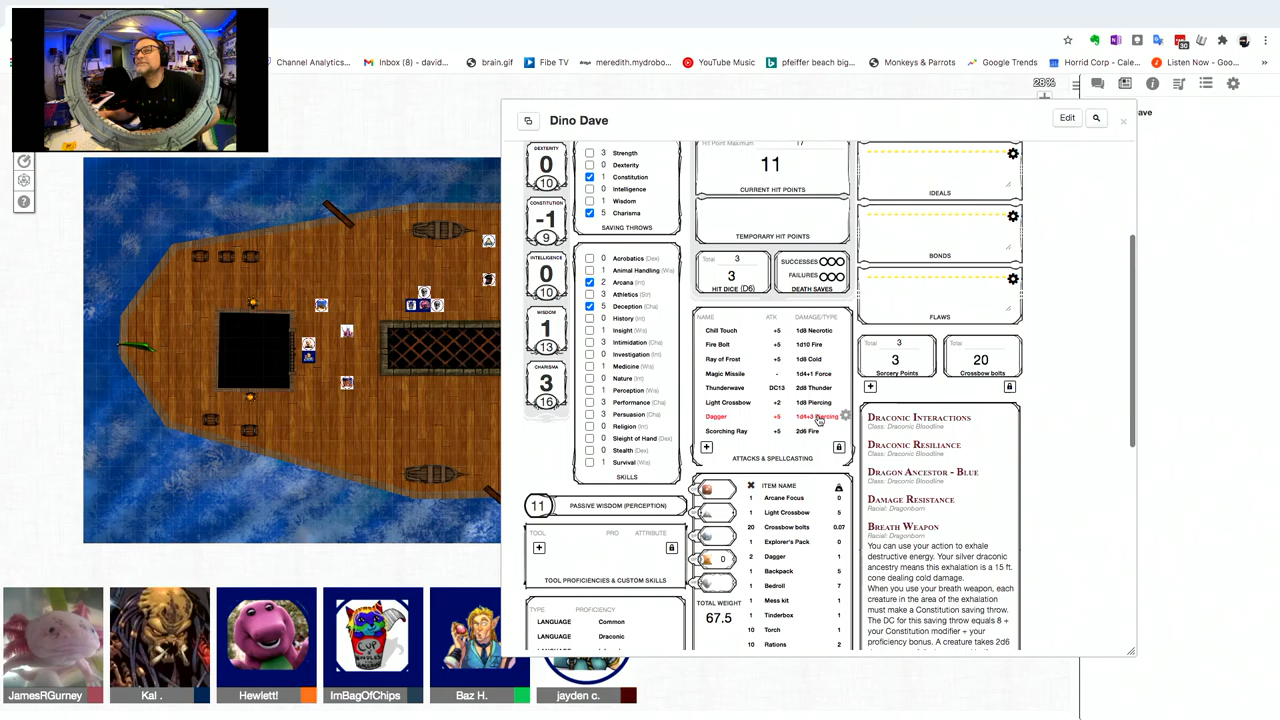 Channel Analytics...
Inbox (8) - david...
brain.gif
Fibe TV
meredith.mydrobo...
YouTube Music
pfeiffer beach big...
Monkeys & Parrots
Google Trends
Horrid Corp - Cale...
Listen Now - Goo...
30
28%
Dino Dave
Edit
ave
DEXTERITY
0
10
CONSTITUTION
-1
9
INTELLIGENCE
0
10
WISDOM
1
13
CHARISMA
3
16
3 Strength
0 Dexterity
1 Constitution
0 Intelligence
1 Wisdom
5 Charisma
SAVING THROWS
0 Acrobatics (Dex)
1 Animal Handling (Wis)
2 Arcana (Int)
3 Athletics (Str)
5 Deception (Cha)
0 History (Int)
1 Insight (Wis)
3 Intimidation (Cha)
0 Investigation (Int)
1 Medicine (Wis)
0 Nature (Int)
1 Perception (Wis)
3 Performance (Cha)
3 Persuasion (Cha)
0 Religion (Int)
0 Sleight of Hand (Dex)
0 Stealth (Dex)
1 Survival (Wis)
SKILLS
11 PASSIVE WISDOM (PERCEPTION)
TOOL PRO ATTRIBUTE
TOOL PROFICIENCIES & CUSTOM SKILLS
TYPE PROFICIENCY
LANGUAGE Common
LANGUAGE Draconic
Hit Point Maximum 17
11
CURRENT HIT POINTS
TEMPORARY HIT POINTS
Total 3
3
HIT DICE (D6)
SUCCESSES
FAILURES
DEATH SAVES
NAME ATK DAMAGE/TYPE
Chill Touch +5 1d8 Necrotic
Fire Bolt +5 1d10 Fire
Ray of Frost +5 1d8 Cold
Magic Missile - 1d4+1 Force
Thunderwave DC13 2d8 Thunder
Light Crossbow +2 1d8 Piercing
Dagger +5 1d4+3 Piercing
Scorching Ray +5 2d6 Fire
ATTACKS & SPELLCASTING
0
TOTAL WEIGHT
67.5
ITEM NAME
1 Arcane Focus 0
1 Light Crossbow 5
20 Crossbow bolts 0.07
1 Explorer's Pack 0
2 Dagger 1
1 Backpack 5
1 Bedroll 7
1 Mess kit 1
1 Tinderbox 1
10 Torch 1
10 Rations 2
IDEALS
BONDS
FLAWS
Total 3
3
Sorcery Points
Total
20
Crossbow bolts
DRACONIC INTERACTIONS
Class: Draconic Bloodline
DRACONIC RESILIANCE
Class: Draconic Bloodline
DRAGON ANCESTOR - BLUE
Class: Draconic Bloodline
DAMAGE RESISTANCE
Racial: Dragonborn
BREATH WEAPON
Racial: Dragonborn
You can use your action to exhale
destructive energy. Your silver draconic
ancestry means this exhalation is a 15 ft.
cone dealing cold damage.
When you use your breath weapon, each
creature in the area of the exhalation
must make a Constitution saving throw.
The DC for this saving throw equals 8 +
your Constitution modifier + your
proficiency bonus. A creature takes 2d6
CUP
JamesRGurney
Kal .
Hewlett!
ImBagOfChips
Baz H.
jayden c.